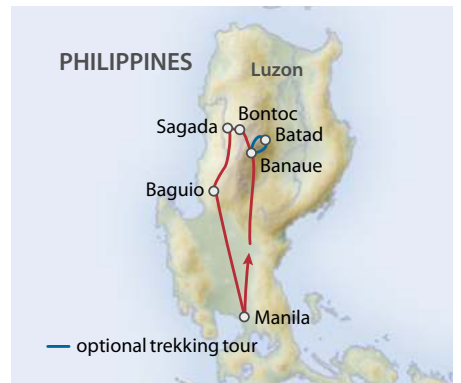 PHILIPPINES
Luzon
Bontoc
Sagada
Batad
Banaue
Baguio
Manila
optional trekking tour